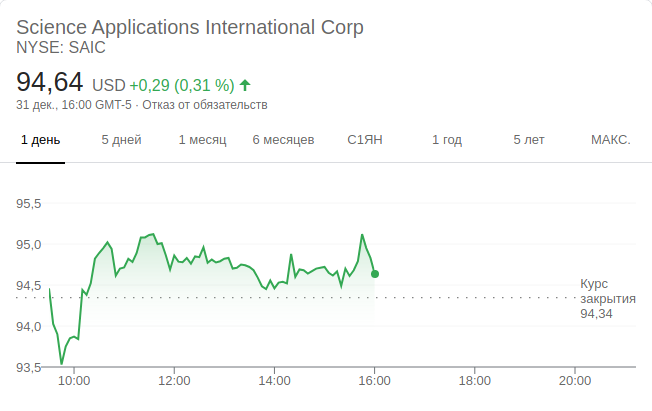 Science Applications International Corp
NYSE: SAIC
94,64 USD +0,29 (0,31 %)
31 дек., 16:00 GMT-5 · Отказ от обязательств
1 день 5 дней 1 месяц 6 месяцев С1ЯН 1 год 5 лет МАКС.
95,5
95,0
94,5
94,0
93,5
Курс
закрытия
94,34
10:00 12:00 14:00 16:00 18:00 20:00